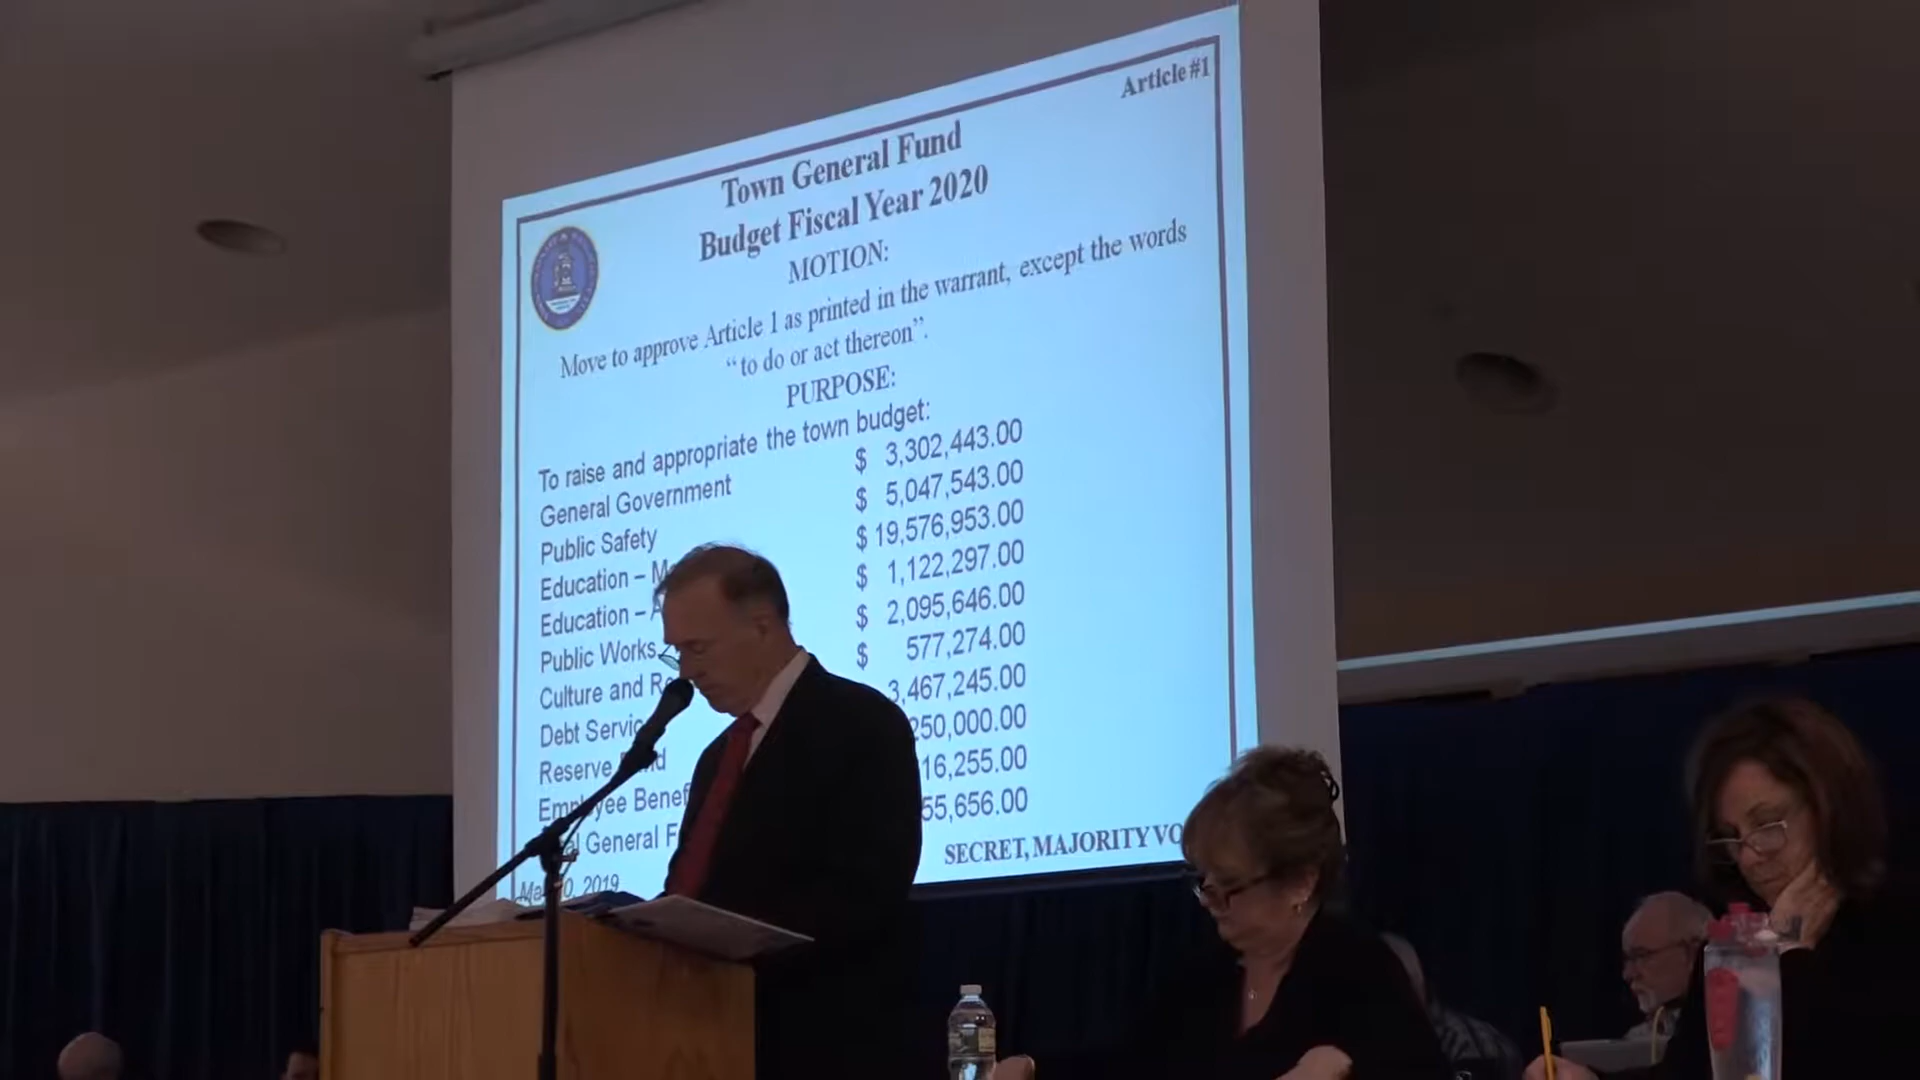 Article #1
Town General Fund
Budget Fiscal Year 2020
MOTION:
Move to approve Article 1 as printed in the warrant, except the words
“to do or act thereon”.
PURPOSE:
To raise and appropriate the town budget:
General Government $ 3,302,443.00
Public Safety $ 5,047,543.00
Education – $ 19,576,953.00
Education – $ 1,122,297.00
Public Works $ 2,095,646.00
Culture and $ 577,274.00
Debt 3,467,245.00
Reserve 250,000.00
16,255.00
General 55,656.00
SECRET, MAJORITY
2019